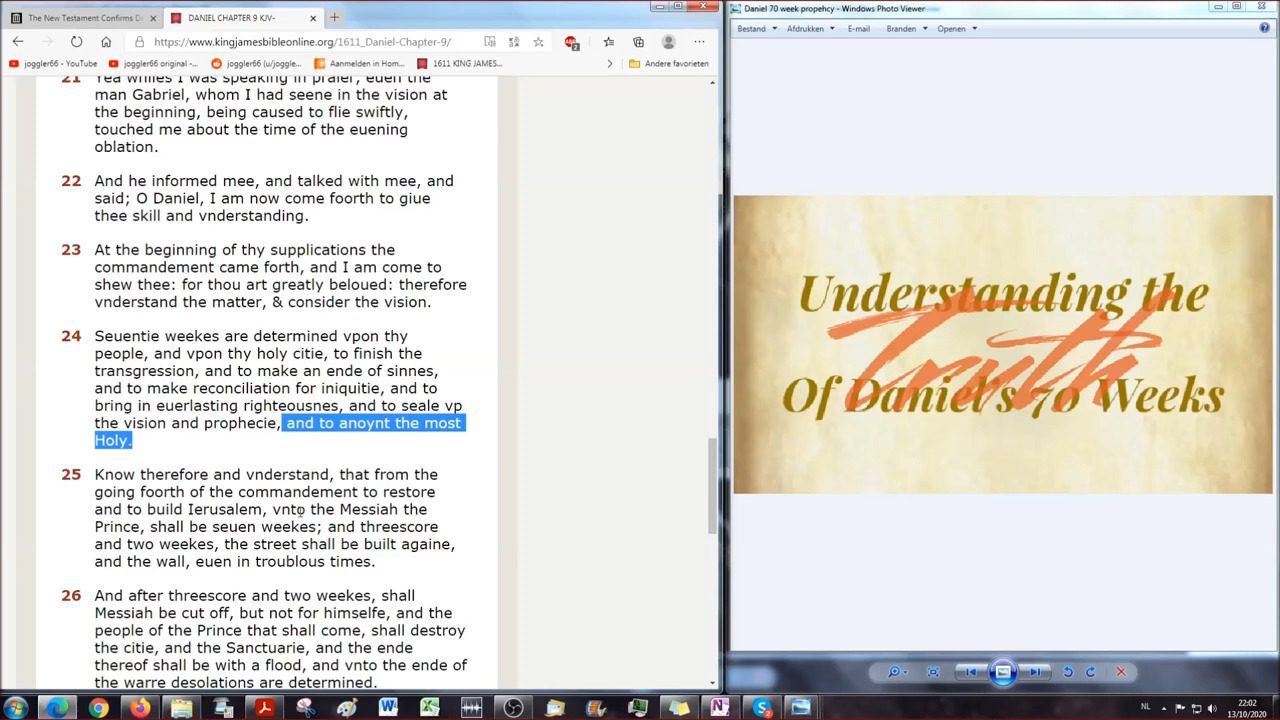 The New Testament Confirms D
DANIEL CHAPTER 9 KJV-
https://www.kingjamesbibleonline.org/1611_Daniel-Chapter-9/
joggler66 - YouTube
joggler66 original -...
joggler66 (u/joggle...
Aanmelden in Hom...
1611 KING JAMES...
Andere favorieten
21 Yea whiles I was speaking in praier, euen the
man Gabriel, whom I had seene in the vision at
the beginning, being caused to flie swiftly,
touched me about the time of the euening
oblation.
22 And he informed mee, and talked with mee, and
said; O Daniel, I am now come foorth to giue
thee skill and vnderstanding.
23 At the beginning of thy supplications the
commandement came forth, and I am come to
shew thee: for thou art greatly beloued: therefore
vnderstand the matter, & consider the vision.
24 Seuentie weekes are determined vpon thy
people, and vpon thy holy citie, to finish the
transgression, and to make an ende of sinnes,
and to make reconciliation for iniquitie, and to
bring in euerlasting righteousnes, and to seale vp
the vision and prophecie, and to anoynt the most
Holy.
25 Know therefore and vnderstand, that from the
going foorth of the commandement to restore
and to build Ierusalem, vnto the Messiah the
Prince, shall be seuen weekes; and threescore
and two weekes, the street shall be built againe,
and the wall, euen in troublous times.
26 And after threescore and two weekes, shall
Messiah be cut off, but not for himselfe, and the
people of the Prince that shall come, shall destroy
the citie, and the Sanctuarie, and the ende
thereof shall be with a flood, and vnto the ende of
the warre desolations are determined.
Daniel 70 week propehcy - Windows Photo Viewer
Bestand
Afdrukken
E-mail
Branden
Openen
Understanding the
Truth
Of Daniel's 70 Weeks
NL
22:02
13/10/2020